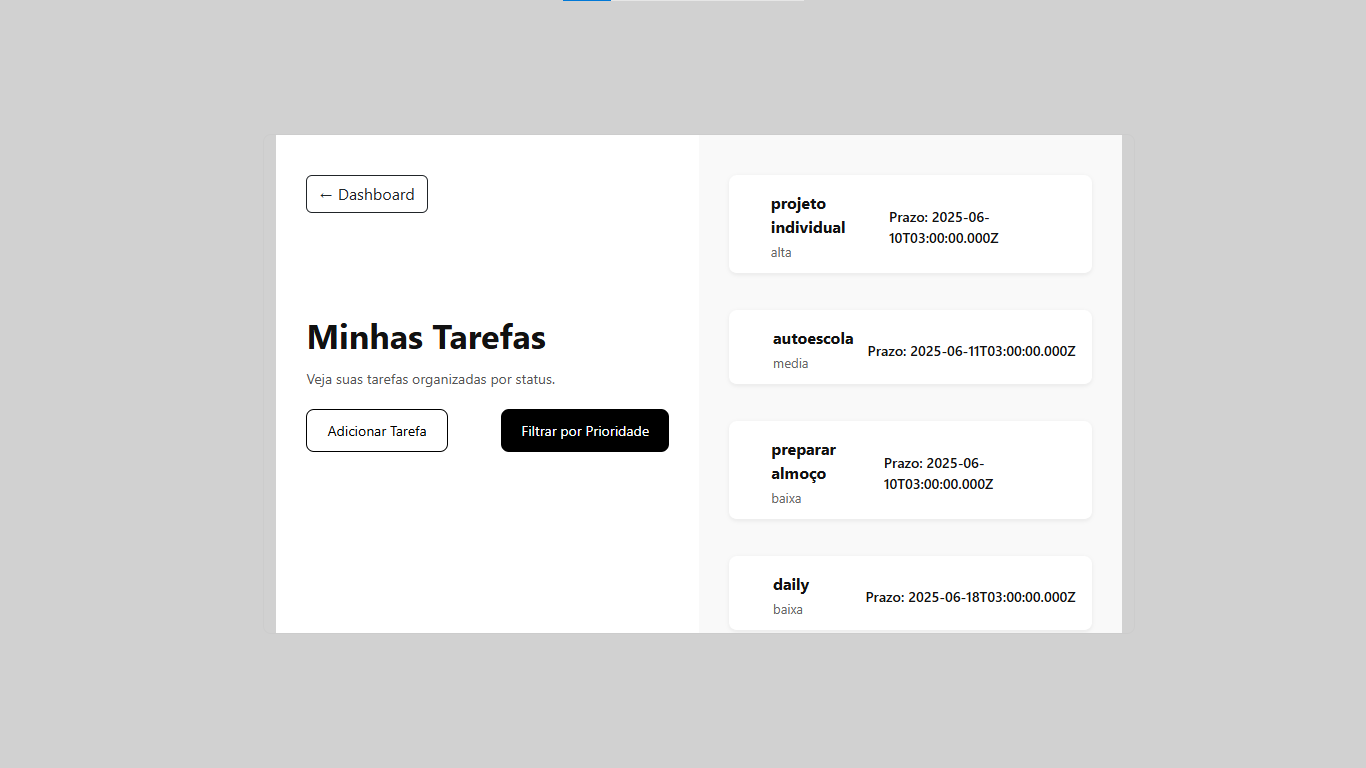 ← Dashboard
Minhas Tarefas
Veja suas tarefas organizadas por status.
Adicionar Tarefa
Filtrar por Prioridade
projeto
individual
alta
Prazo: 2025-06-
10T03:00:00.000Z
autoescola
media
Prazo: 2025-06-11T03:00:00.000Z
preparar
almoço
baixa
Prazo: 2025-06-
10T03:00:00.000Z
daily
baixa
Prazo: 2025-06-18T03:00:00.000Z